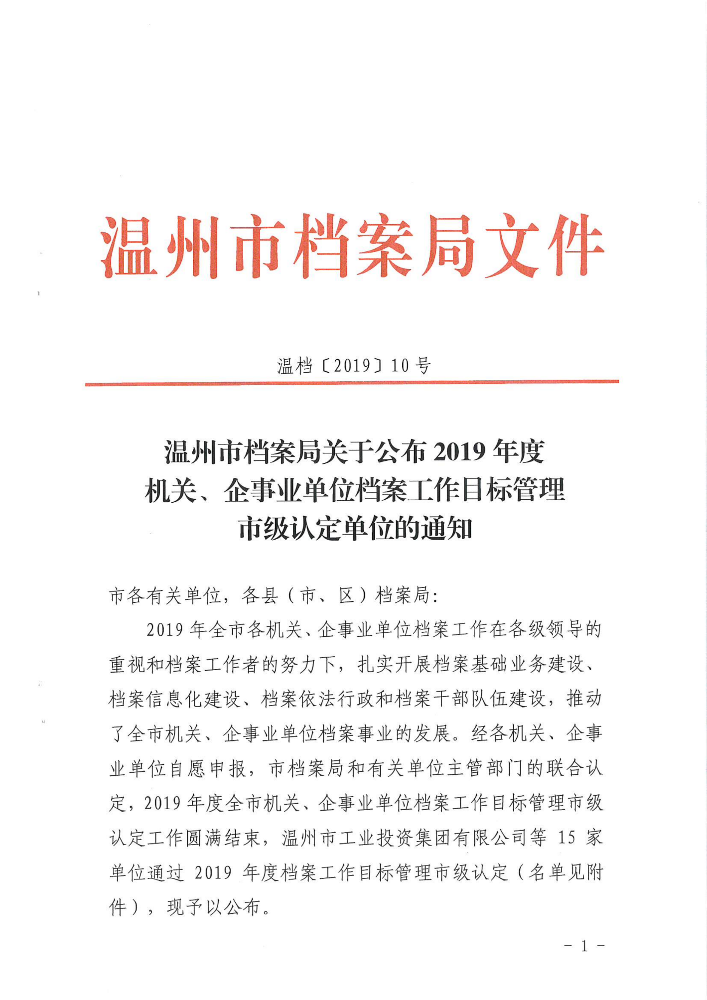 温州市档案局文件
温档〔2019〕10号
温州市档案局关于公布2019年度
机关、企事业单位档案工作目标管理
市级认定单位的通知
市各有关单位，各县（市、区）档案局：
2019年全市各机关、企事业单位档案工作在各级领导的
重视和档案工作者的努力下，扎实开展档案基础业务建设、
档案信息化建设、档案依法行政和档案干部队伍建设，推动
了全市机关、企事业单位档案事业的发展。经各机关、企事
业单位自愿申报，市档案局和有关单位主管部门的联合认
定，2019年度全市机关、企事业单位档案工作目标管理市级
认定工作圆满结束，温州市工业投资集团有限公司等 15 家
单位通过 2019 年度档案工作目标管理市级认定（名单见附
件），现予以公布。
- 1 -